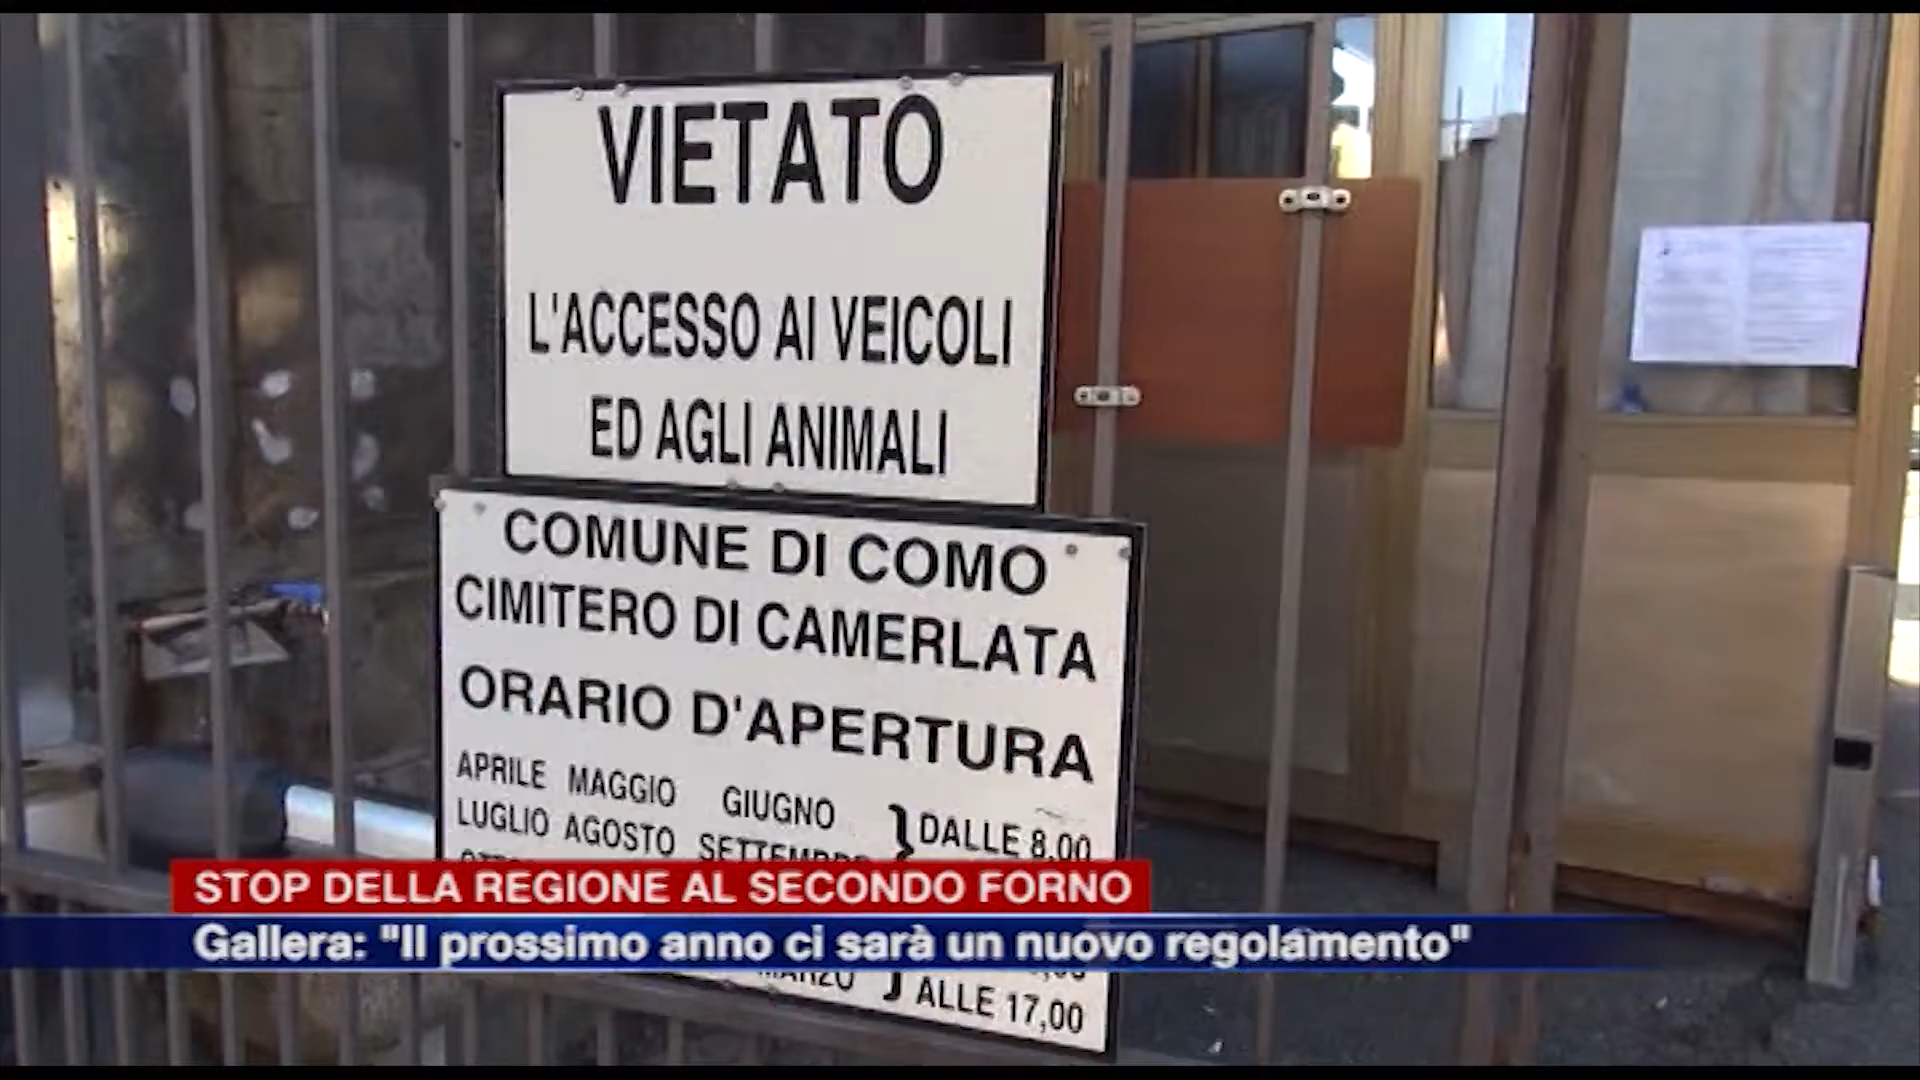 VIETATO
L'ACCESSO AI VEICOLI
ED AGLI ANIMALI
COMUNE DI COMO
CIMITERO DI CAMERLATA
ORARIO D'APERTURA
APRILE MAGGIO GIUGNO
LUGLIO AGOSTO SETTEMBRE } DALLE 8,00
STOP DELLA REGIONE AL SECONDO FORNO
Gallera: "Il prossimo anno ci sarà un nuovo regolamento"
MARZO } ALLE 17,00